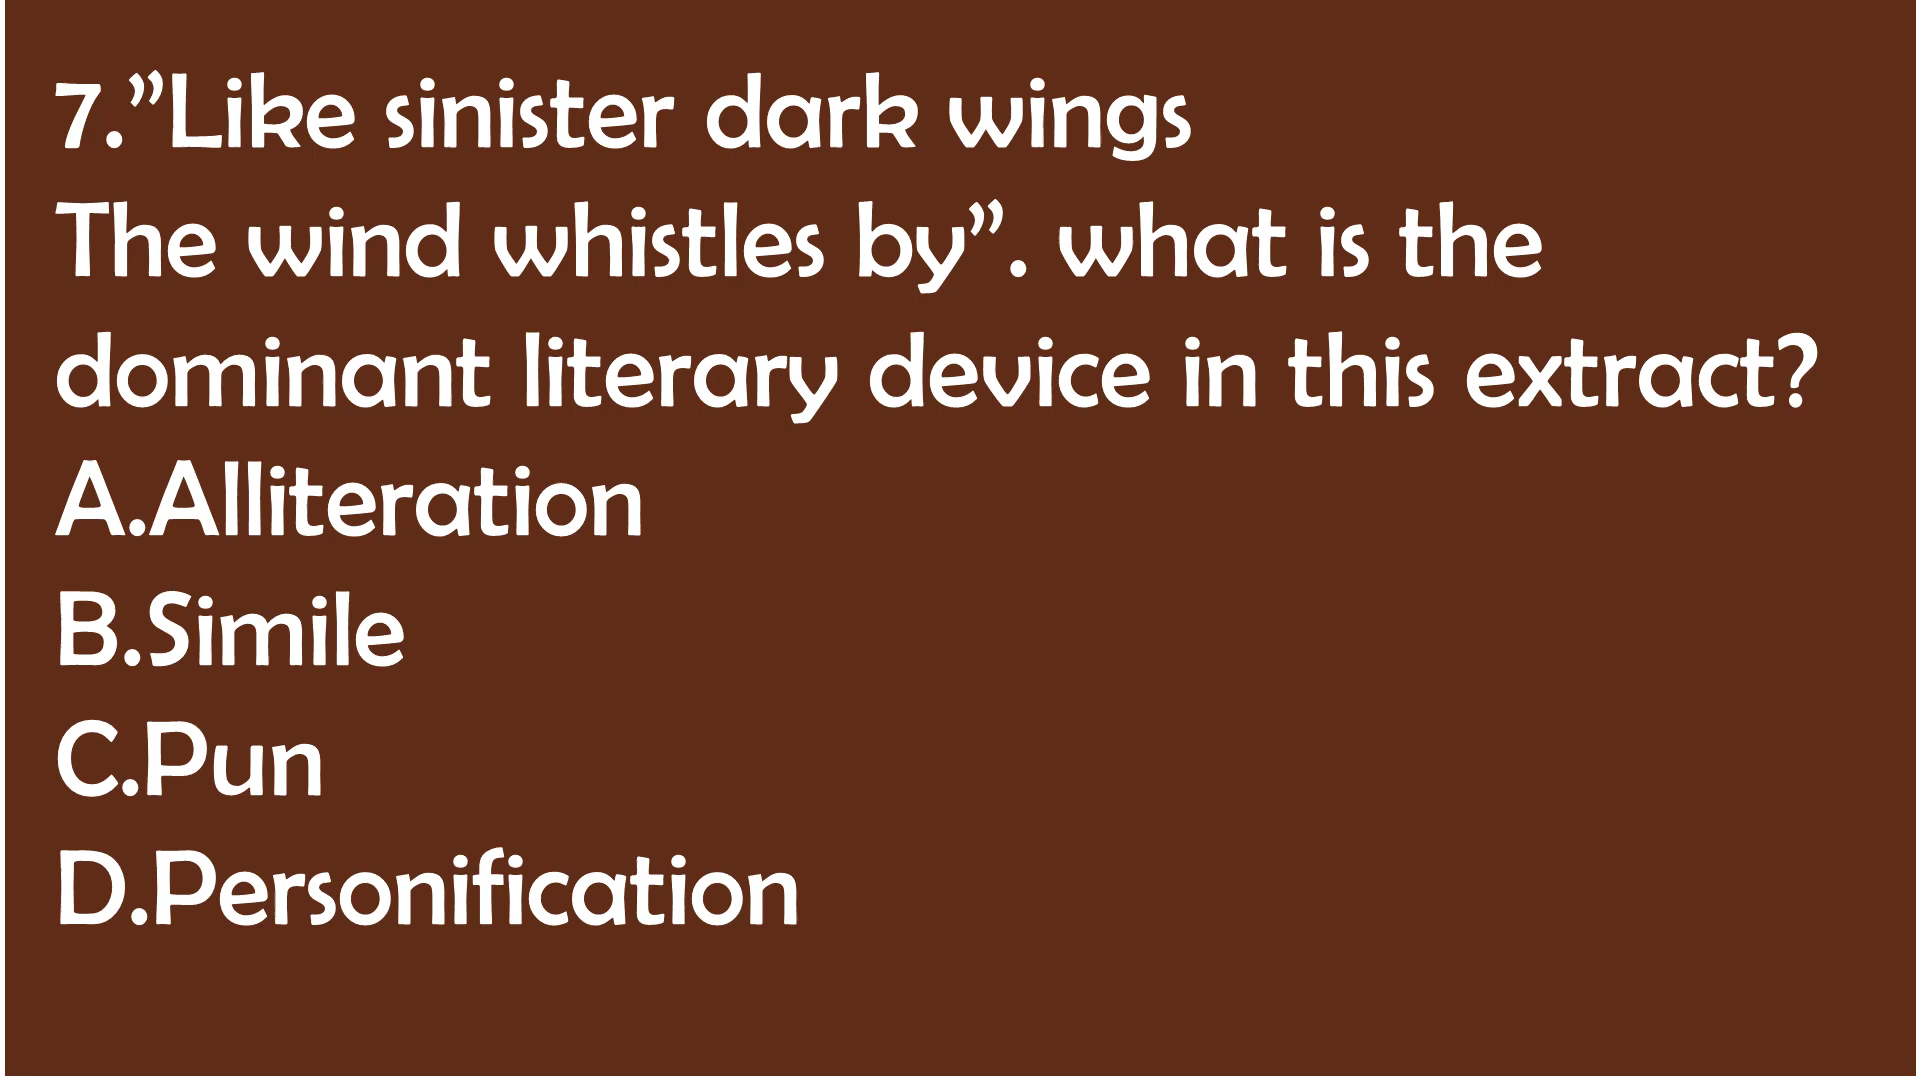 7.”Like sinister dark wings
The wind whistles by”. what is the
dominant literary device in this extract?
A.Alliteration
B.Simile
C.Pun
D.Personification